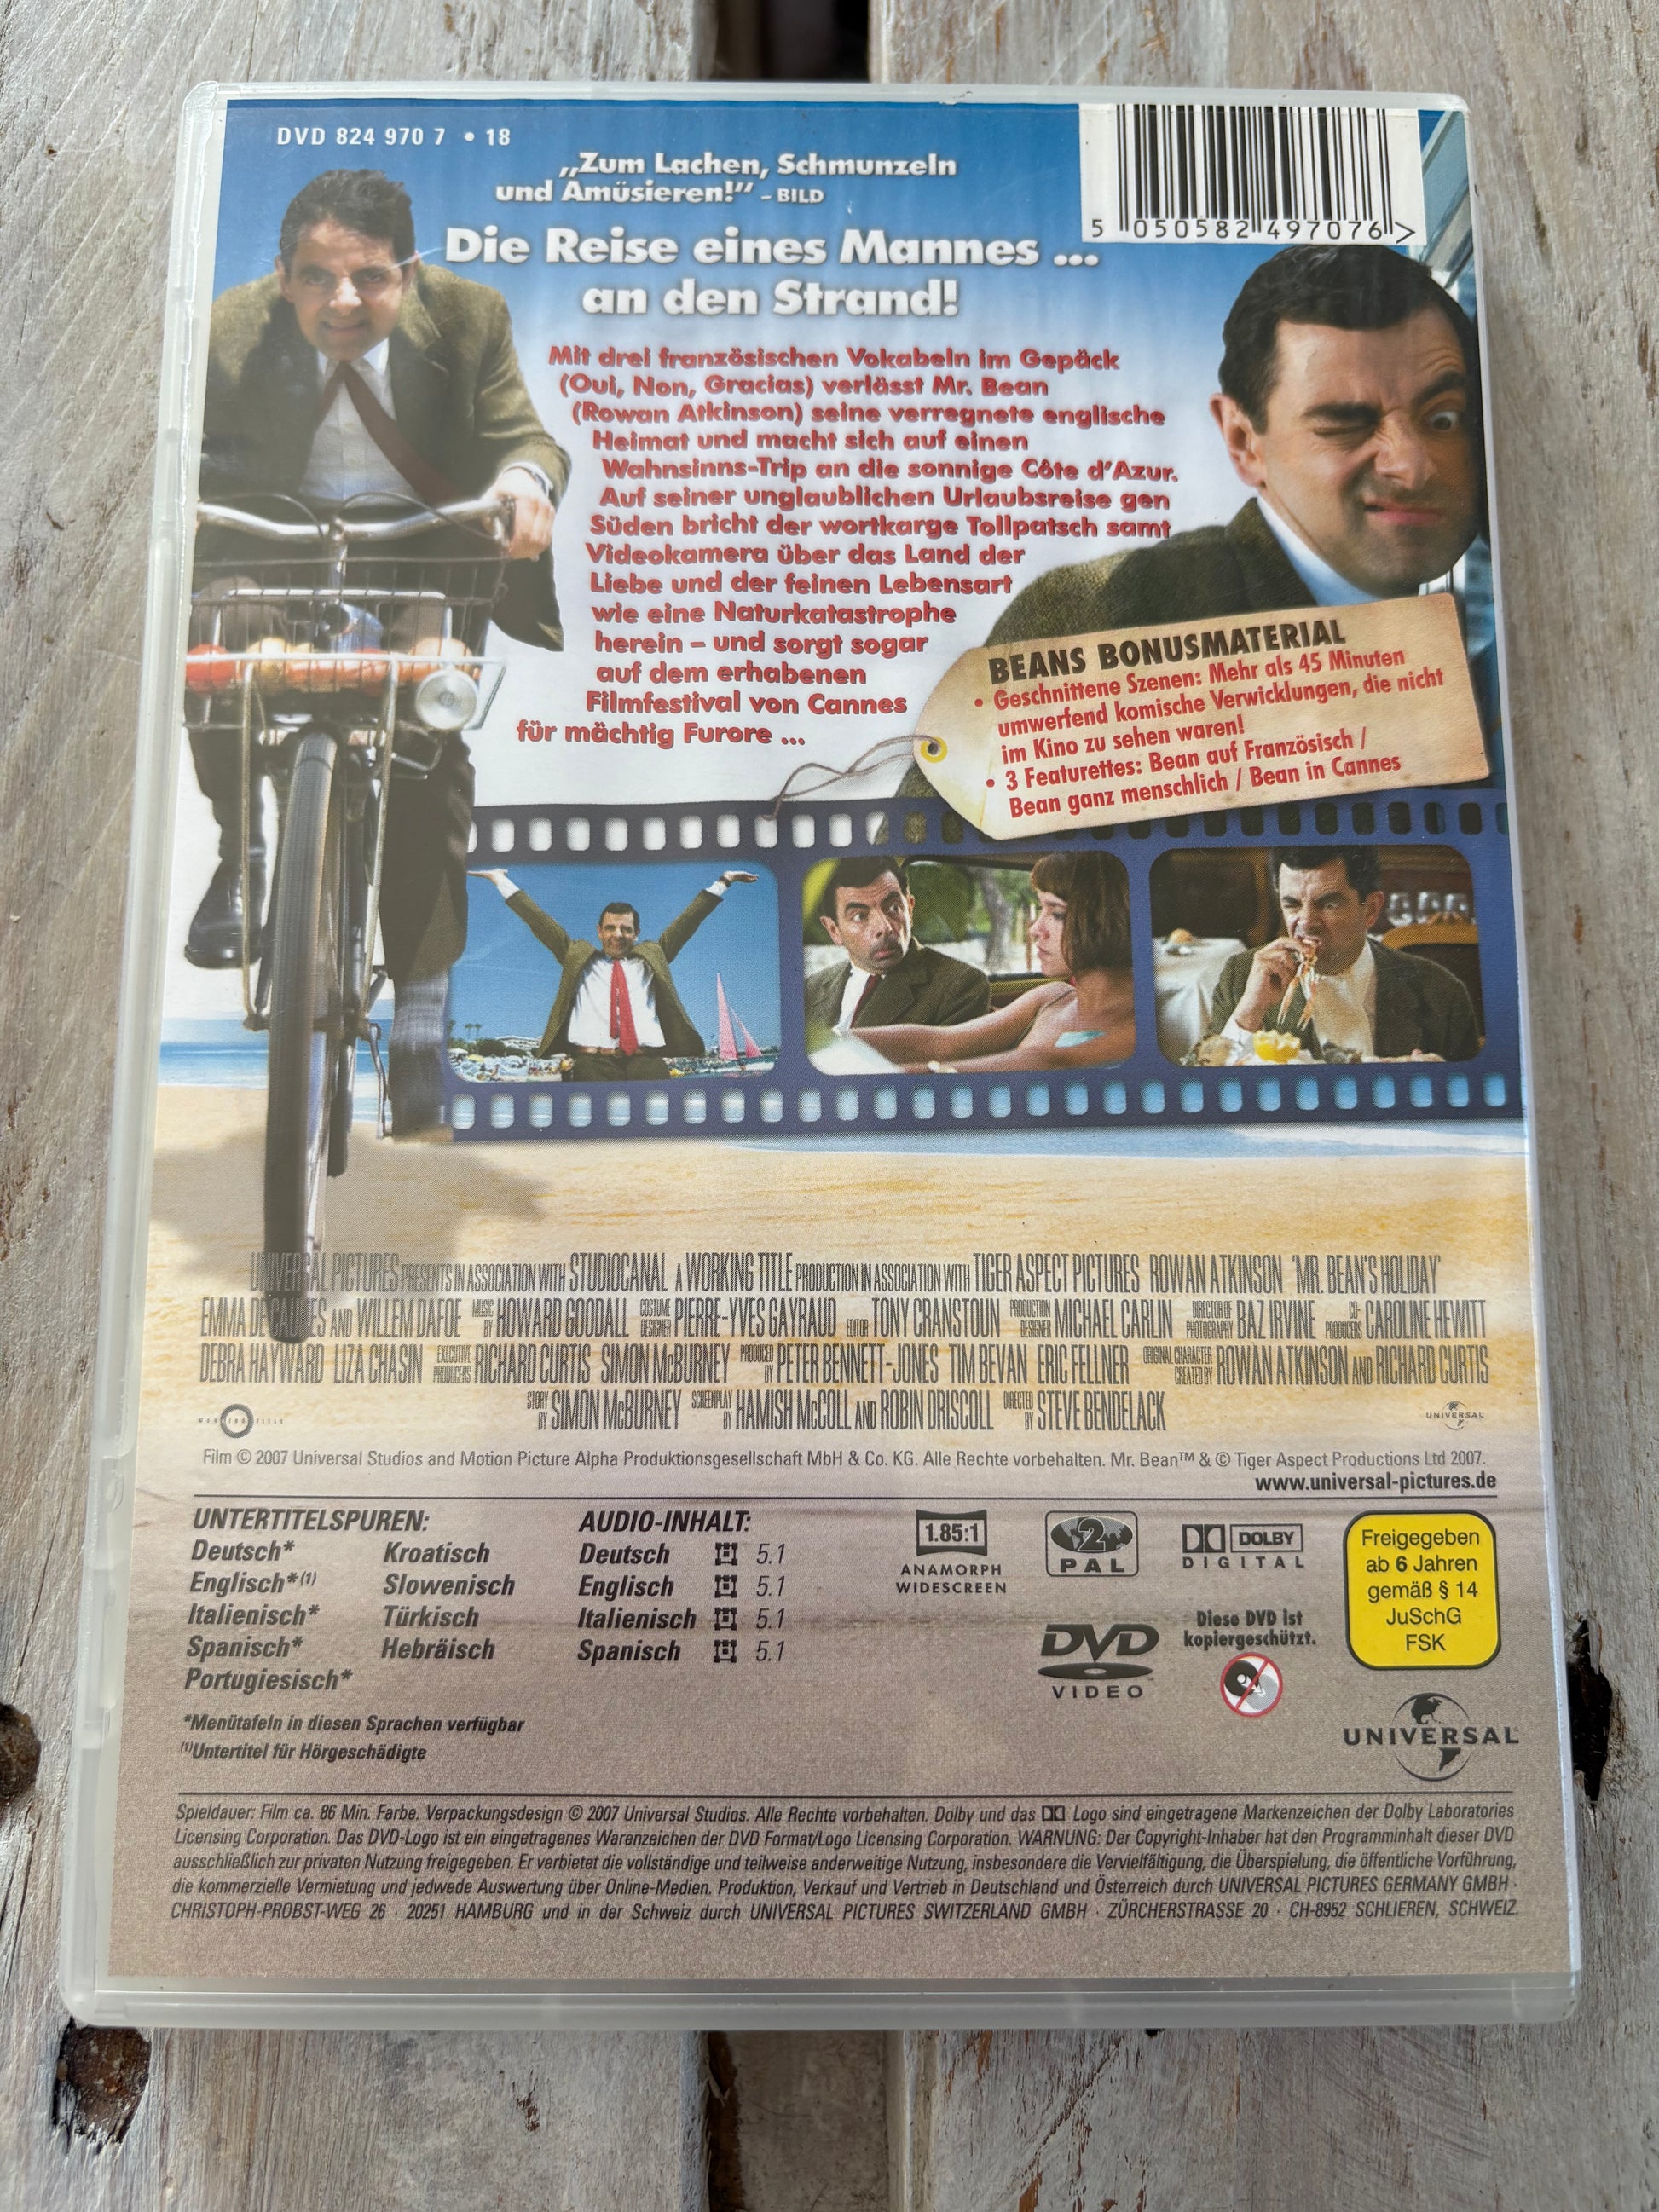 DVD 824 970 7 • 18
„Zum Lachen, Schmunzeln
und Amüsieren!“ – BILD
5 050582 497076 >
Die Reise eines Mannes ...
an den Strand!
Mit drei französischen Vokabeln im Gepäck
(Oui, Non, Gracias) verlässt Mr. Bean
(Rowan Atkinson) seine verregnete englische
Heimat und macht sich auf einen
Wahnsinns-Trip an die sonnige Côte d'Azur.
Auf seiner unglaublichen Urlaubsreise gen
Süden bricht der wortkarge Tollpatsch samt
Videokamera über das Land der
Liebe und der feinen Lebensart
wie eine Naturkatastrophe
herein – und sorgt sogar
auf dem erhabenen
Filmfestival von Cannes
für mächtig Furore ...
BEANS BONUSMATERIAL
• Geschnittene Szenen: Mehr als 45 Minuten
umwerfend komische Verwicklungen, die nicht
im Kino zu sehen waren!
• 3 Featurettes: Bean auf Französisch /
Bean ganz menschlich / Bean in Cannes
UNIVERSAL PICTURES PRESENTS IN ASSOCIATION WITH STUDIOCANAL A WORKING TITLE PRODUCTION IN ASSOCIATION WITH TIGER ASPECT PICTURES ROWAN ATKINSON 'MR. BEAN'S HOLIDAY'
EMMA DE CAUNES AND WILLEM DAFOE MUSIC BY HOWARD GOODALL COSTUME DESIGNER PIERRE-YVES GAYRAUD EDITOR TONY CRANSTOUN PRODUCTION DESIGNER MICHAEL CARLIN DIRECTOR OF PHOTOGRAPHY BAZ IRVINE CO-PRODUCERS CAROLINE HEWITT
DEBRA HAYWARD LIZA CHASIN EXECUTIVE PRODUCERS RICHARD CURTIS SIMON McBURNEY PRODUCED BY PETER BENNETT-JONES TIM BEVAN ERIC FELLNER ORIGINAL CHARACTER CREATED BY ROWAN ATKINSON AND RICHARD CURTIS
STORY BY SIMON McBURNEY SCREENPLAY BY HAMISH McCOLL AND ROBIN DRISCOLL DIRECTED BY STEVE BENDELACK
WORKING TITLE
UNIVERSAL
Film © 2007 Universal Studios and Motion Picture Alpha Produktionsgesellschaft MbH & Co. KG. Alle Rechte vorbehalten. Mr. Bean™ & © Tiger Aspect Productions Ltd 2007.
www.universal-pictures.de
UNTERTITELSPUREN:
Deutsch* Kroatisch
Englisch*(1) Slowenisch
Italienisch* Türkisch
Spanisch* Hebräisch
Portugiesisch*
*Menütafeln in diesen Sprachen verfügbar
(1)Untertitel für Hörgeschädigte
AUDIO-INHALT:
Deutsch 5.1
Englisch 5.1
Italienisch 5.1
Spanisch 5.1
1.85:1
ANAMORPH
WIDESCREEN
2
PAL
DOLBY
DIGITAL
DVD
VIDEO
Diese DVD ist
kopiergeschützt.
Freigegeben
ab 6 Jahren
gemäß § 14
JuSchG
FSK
UNIVERSAL
Spieldauer: Film ca. 86 Min. Farbe. Verpackungsdesign © 2007 Universal Studios. Alle Rechte vorbehalten. Dolby und das Logo sind eingetragene Markenzeichen der Dolby Laboratories
Licensing Corporation. Das DVD-Logo ist ein eingetragenes Warenzeichen der DVD Format/Logo Licensing Corporation. WARNUNG: Der Copyright-Inhaber hat den Programminhalt dieser DVD
ausschließlich zur privaten Nutzung freigegeben. Er verbietet die vollständige und teilweise anderweitige Nutzung, insbesondere die Vervielfältigung, die Überspielung, die öffentliche Vorführung,
die kommerzielle Vermietung und jedwede Auswertung über Online-Medien. Produktion, Verkauf und Vertrieb in Deutschland und Österreich durch UNIVERSAL PICTURES GERMANY GMBH ·
CHRISTOPH-PROBST-WEG 26 · 20251 HAMBURG und in der Schweiz durch UNIVERSAL PICTURES SWITZERLAND GMBH · ZÜRCHERSTRASSE 20 · CH-8952 SCHLIEREN, SCHWEIZ.